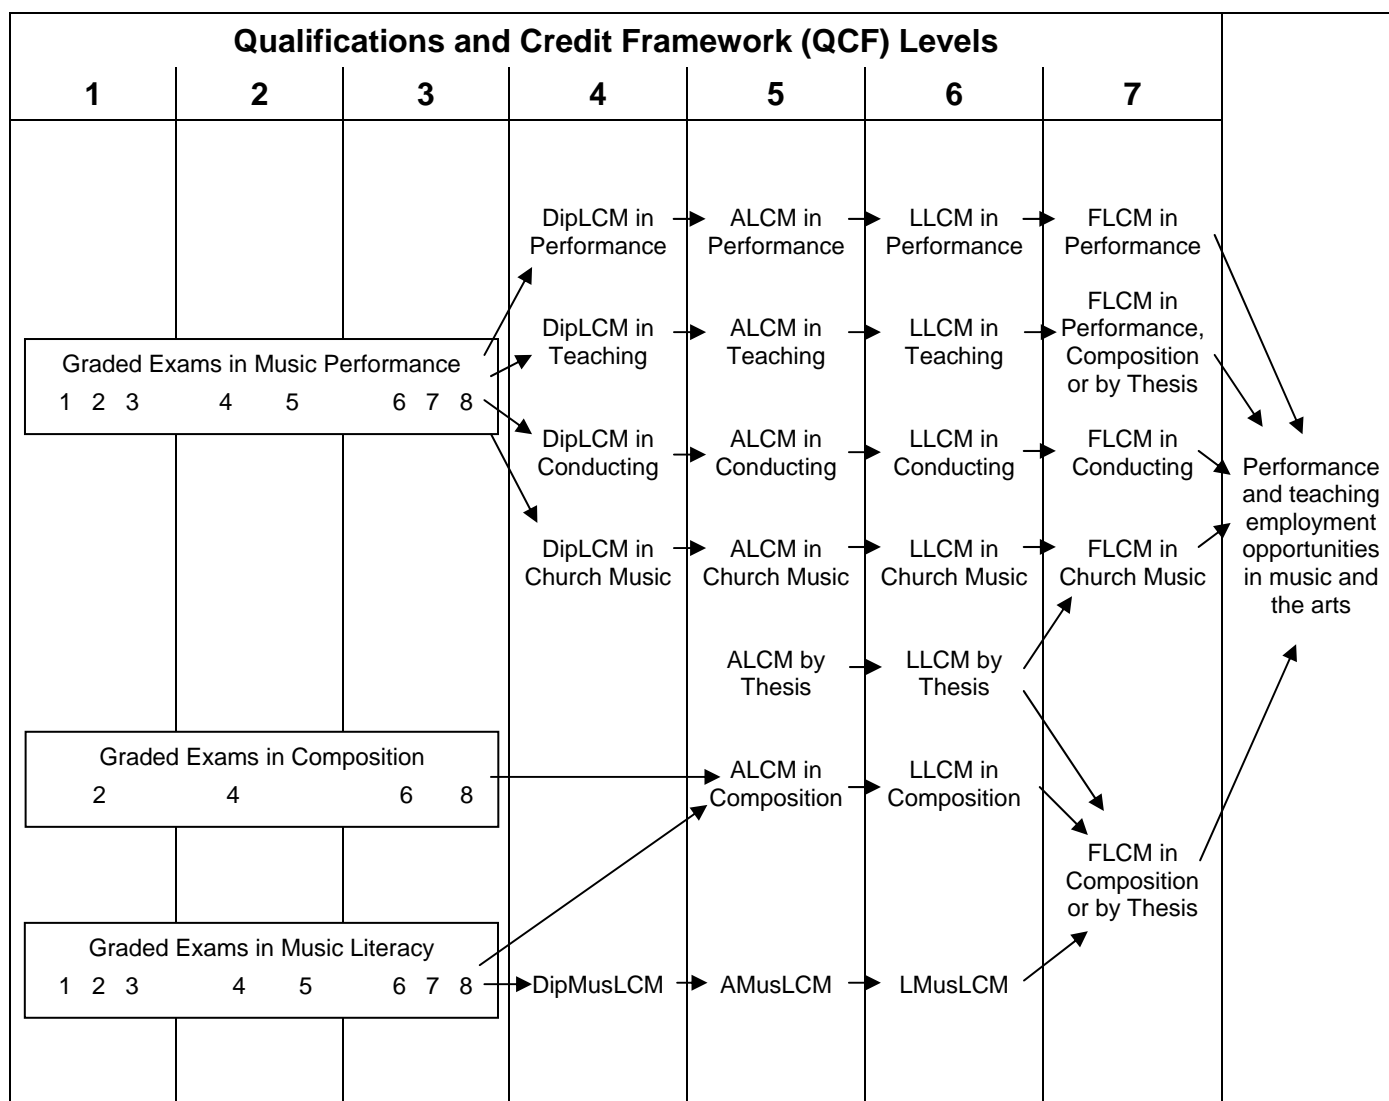 Qualifications and Credit Framework (QCF) Levels
1 2 3 4 5 6 7
DipLCM in
Performance
ALCM in
Performance
LLCM in
Performance
FLCM in
Performance
DipLCM in
Teaching
ALCM in
Teaching
LLCM in
Teaching
FLCM in
Performance,
Composition
or by Thesis
Graded Exams in Music Performance
1 2 3 4 5 6 7 8
DipLCM in
Conducting
ALCM in
Conducting
LLCM in
Conducting
FLCM in
Conducting
Performance
and teaching
employment
opportunities
in music and
the arts
DipLCM in
Church Music
ALCM in
Church Music
LLCM in
Church Music
FLCM in
Church Music
ALCM by
Thesis
LLCM by
Thesis
Graded Exams in Composition
2 4 6 8
ALCM in
Composition
LLCM in
Composition
FLCM in
Composition
or by Thesis
Graded Exams in Music Literacy
1 2 3 4 5 6 7 8
DipMusLCM
AMusLCM
LMusLCM